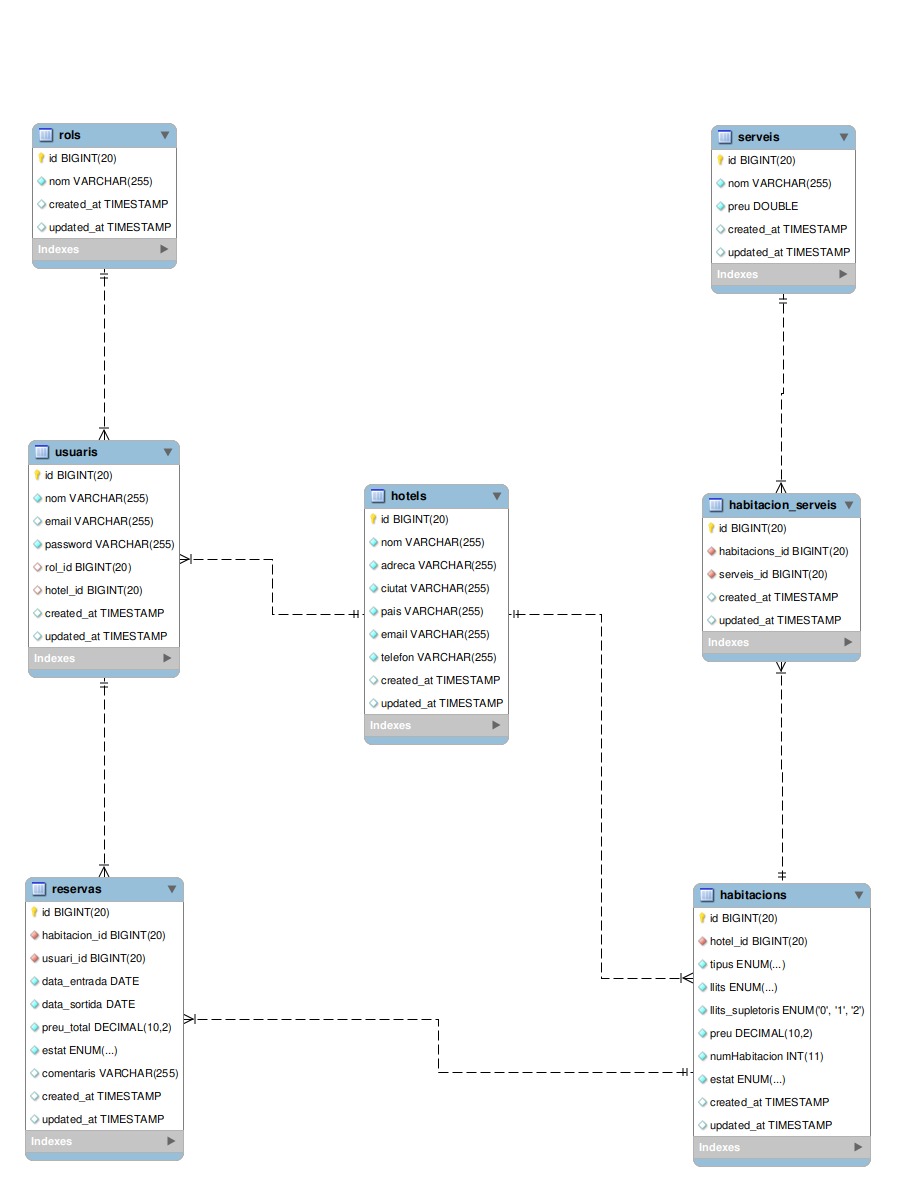 rols
id BIGINT(20)
nom VARCHAR(255)
created_at TIMESTAMP
updated_at TIMESTAMP
Indexes
serveis
id BIGINT(20)
nom VARCHAR(255)
preu DOUBLE
created_at TIMESTAMP
updated_at TIMESTAMP
Indexes
usuaris
id BIGINT(20)
nom VARCHAR(255)
email VARCHAR(255)
password VARCHAR(255)
rol_id BIGINT(20)
hotel_id BIGINT(20)
created_at TIMESTAMP
updated_at TIMESTAMP
Indexes
hotels
id BIGINT(20)
nom VARCHAR(255)
adreca VARCHAR(255)
ciutat VARCHAR(255)
pais VARCHAR(255)
email VARCHAR(255)
telefon VARCHAR(255)
created_at TIMESTAMP
updated_at TIMESTAMP
Indexes
habitacion_serveis
id BIGINT(20)
habitacions_id BIGINT(20)
serveis_id BIGINT(20)
created_at TIMESTAMP
updated_at TIMESTAMP
Indexes
reservas
id BIGINT(20)
habitacion_id BIGINT(20)
usuari_id BIGINT(20)
data_entrada DATE
data_sortida DATE
preu_total DECIMAL(10,2)
estat ENUM(...)
comentaris VARCHAR(255)
created_at TIMESTAMP
updated_at TIMESTAMP
Indexes
habitacions
id BIGINT(20)
hotel_id BIGINT(20)
tipus ENUM(...)
llits ENUM(...)
llits_supletoris ENUM('0', '1', '2')
preu DECIMAL(10,2)
numHabitacion INT(11)
estat ENUM(...)
created_at TIMESTAMP
updated_at TIMESTAMP
Indexes